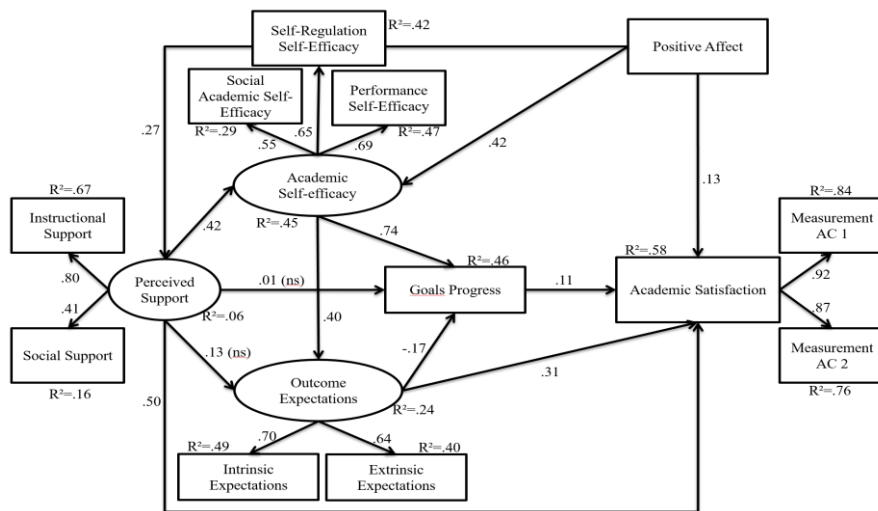 Self-Regulation
Self-Efficacy
R²=.42
Positive Affect
Social
Academic Self-
Efficacy
Performance
Self-Efficacy
R²=.29
.55
.65
.69
R²=.47
.27
.42
Academic
Self-efficacy
R²=.45
.13
R²=.67
Instructional
Support
.42
.74
R²=.84
Measurement
AC 1
.80
R²=.46
R²=.58
.92
Perceived
Support
.01 (ns)
Goals Progress
.11
Academic Satisfaction
R²=.06
.41
.40
.87
Social Support
.13 (ns)
-.17
Measurement
AC 2
R²=.16
Outcome
Expectations
.31
R²=.76
R²=.24
.50
R²=.49
.70
.64
R²=.40
Intrinsic
Expectations
Extrinsic
Expectations